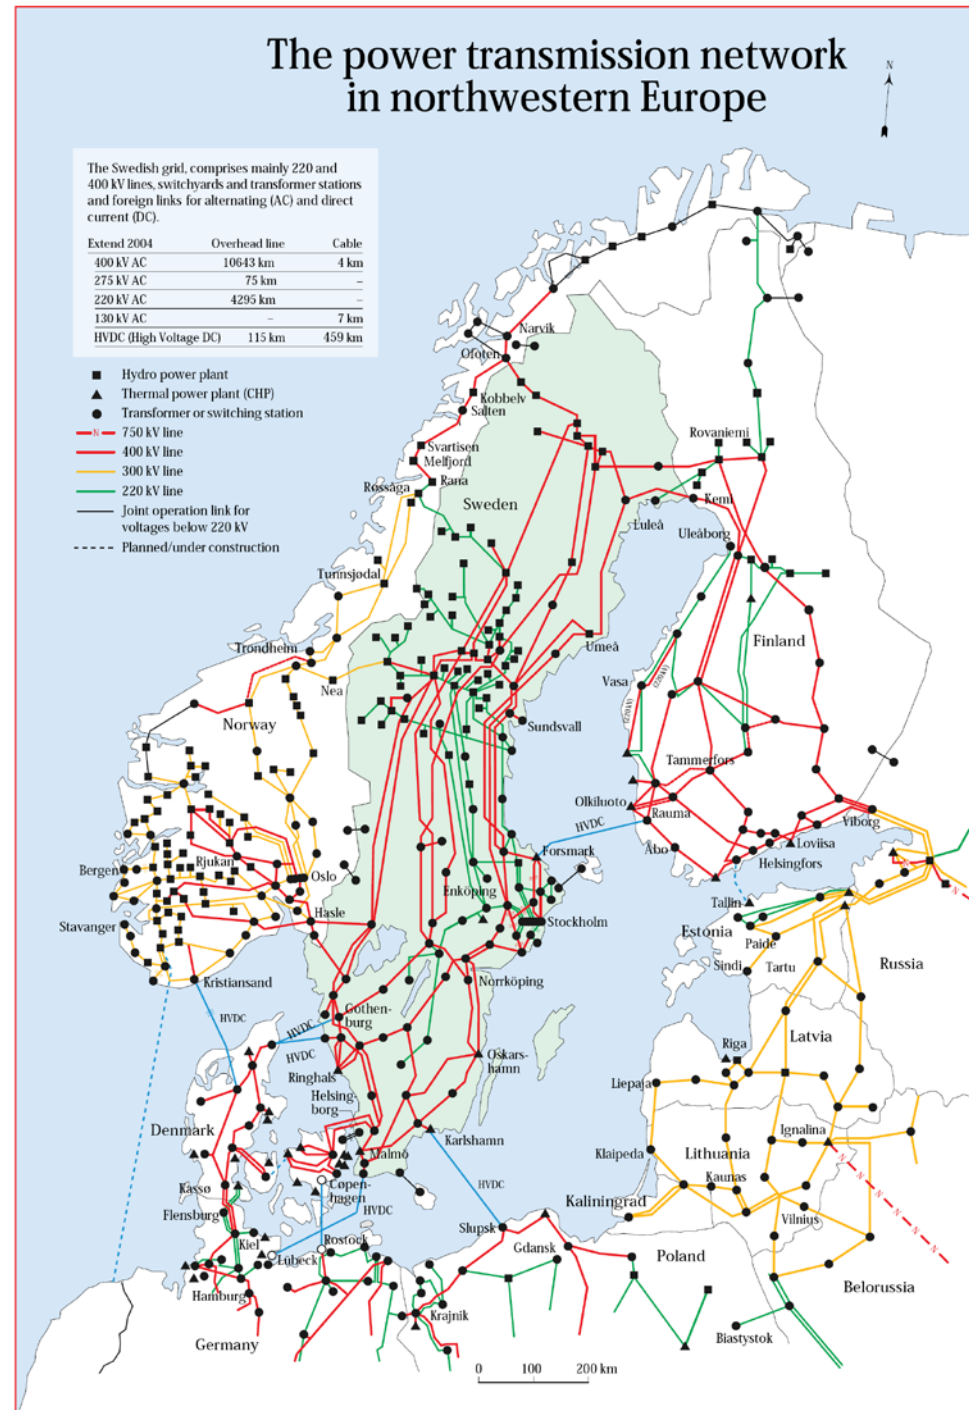 The power transmission network
in northwestern Europe
N
The Swedish grid, comprises mainly 220 and
400 kV lines, switchyards and transformer stations
and foreign links for alternating (AC) and direct
current (DC).
Extend 2004 Overhead line Cable
400 kV AC 10643 km 4 km
275 kV AC 75 km –
220 kV AC 4295 km –
130 kV AC – 7 km
HVDC (High Voltage DC) 115 km 459 km
Hydro power plant
Thermal power plant (CHP)
Transformer or switching station
N 750 kV line
400 kV line
300 kV line
220 kV line
Joint operation link for
voltages below 220 kV
Planned/under construction
Narvik
Ofoten
Kobbelv
Salten
Svartisen
Melfjord
Rana
Røssåga
Sweden
Rovaniemi
Kemi
Luleå
Uleåborg
Tunnsjødal
Trondheim
Nea
Umeå
Finland
Vasa
(220kV)
(220kV)
Norway
Sundsvall
Tammerfors
Olkiluoto
Rauma
HVDC
Viborg
Loviisa
Åbo
Helsingfors
Forsmark
Bergen
Rjukan
Oslo
Enköping
Hasle
Stockholm
Stavanger
Tallin
Estonia
Paide
Sindi
Tartu
Russia
Norrköping
Kristiansand
HVDC
Gothen-
burg
HVDC
HVDC
Ringhals
Oskars-
hamn
Latvia
Riga
Liepaja
Helsing-
borg
Denmark
Karlshamn
Malmö
Ignalina
Klaipeda
Lithuania
Kaunas
Kassø
Cøpen-
hagen
HVDC
HVDC
Kaliningrad
Vilnius
N
N
N
N
N
N
N
Flensburg
Kiel
Rostock
Lübeck
Slupsk
Gdansk
Poland
Hamburg
Krajnik
Belorussia
Germany
Biastystok
0 100 200 km